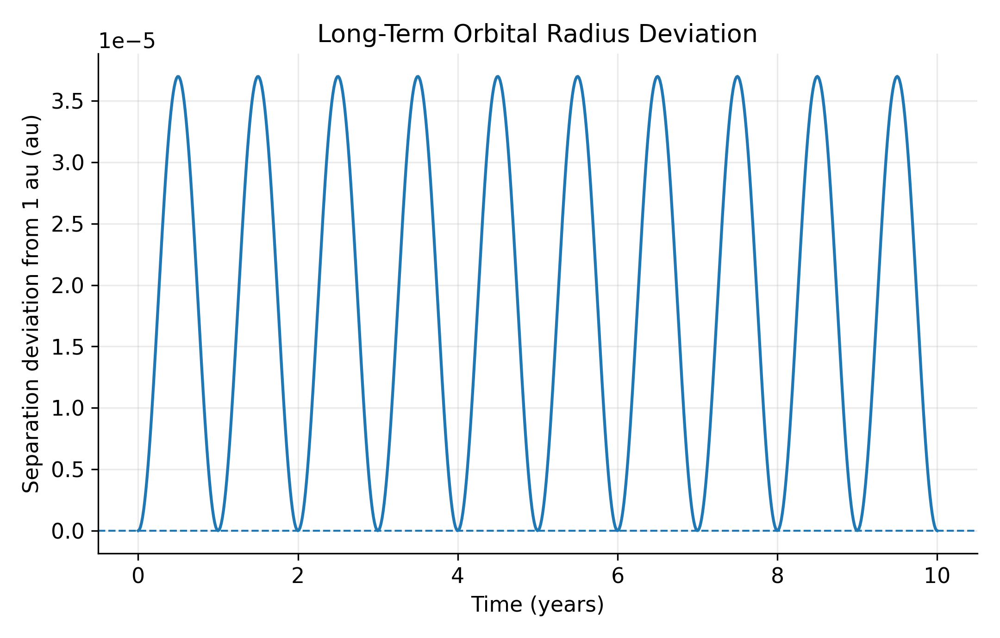 Long-Term Orbital Radius Deviation
1e−5
Separation deviation from 1 au (au)
3.5
3.0
2.5
2.0
1.5
1.0
0.5
0.0
0 2 4 6 8 10
Time (years)